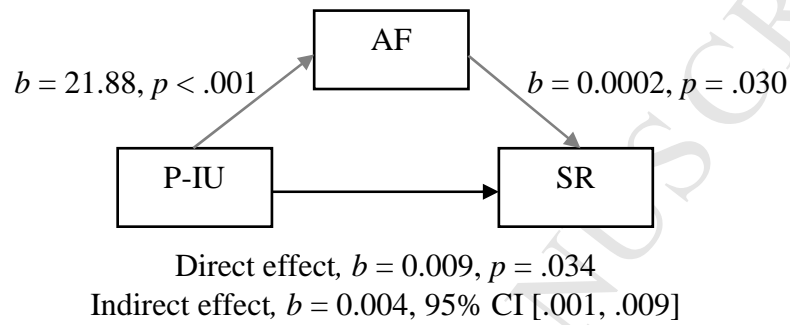 AF
b = 21.88, p < .001
b = 0.0002, p = .030
P-IU
SR
Direct effect, b = 0.009, p = .034
Indirect effect, b = 0.004, 95% CI [.001, .009]
NUSCR